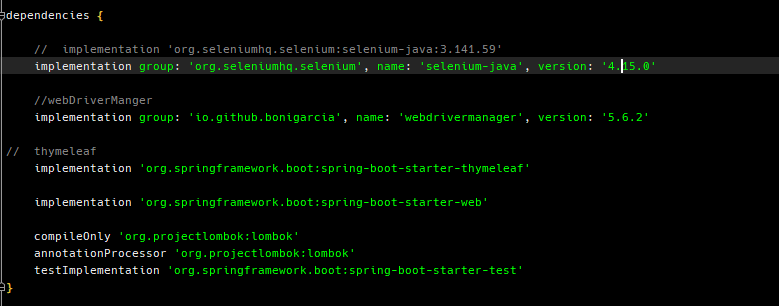 dependencies {
//  implementation 'org.seleniumhq.selenium:selenium-java:3.141.59'
implementation group: 'org.seleniumhq.selenium', name: 'selenium-java', version: '4.15.0'
//webDriverManger
implementation group: 'io.github.bonigarcia', name: 'webdrivermanager', version: '5.6.2'
//  thymeleaf
implementation 'org.springframework.boot:spring-boot-starter-thymeleaf'
implementation 'org.springframework.boot:spring-boot-starter-web'
compileOnly 'org.projectlombok:lombok'
annotationProcessor 'org.projectlombok:lombok'
testImplementation 'org.springframework.boot:spring-boot-starter-test'
}